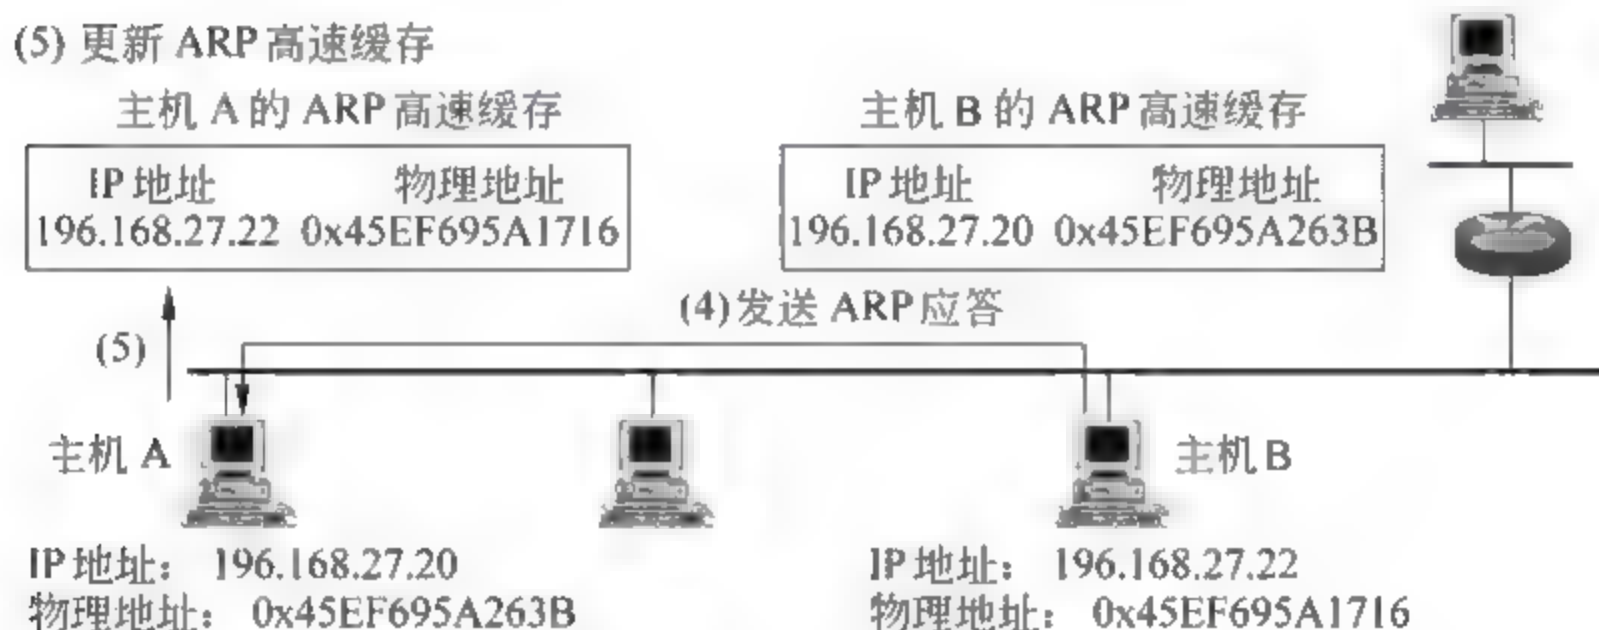 (5) 更新 ARP 高速缓存
主机 A 的 ARP 高速缓存
IP 地址 物理地址
196.168.27.22 0x45EF695A1716
主机 B 的 ARP 高速缓存
IP 地址 物理地址
196.168.27.20 0x45EF695A263B
(4)发送 ARP 应答
(5)
主机 A
主机 B
IP 地址： 196.168.27.20
物理地址： 0x45EF695A263B
IP 地址： 196.168.27.22
物理地址： 0x45EF695A1716